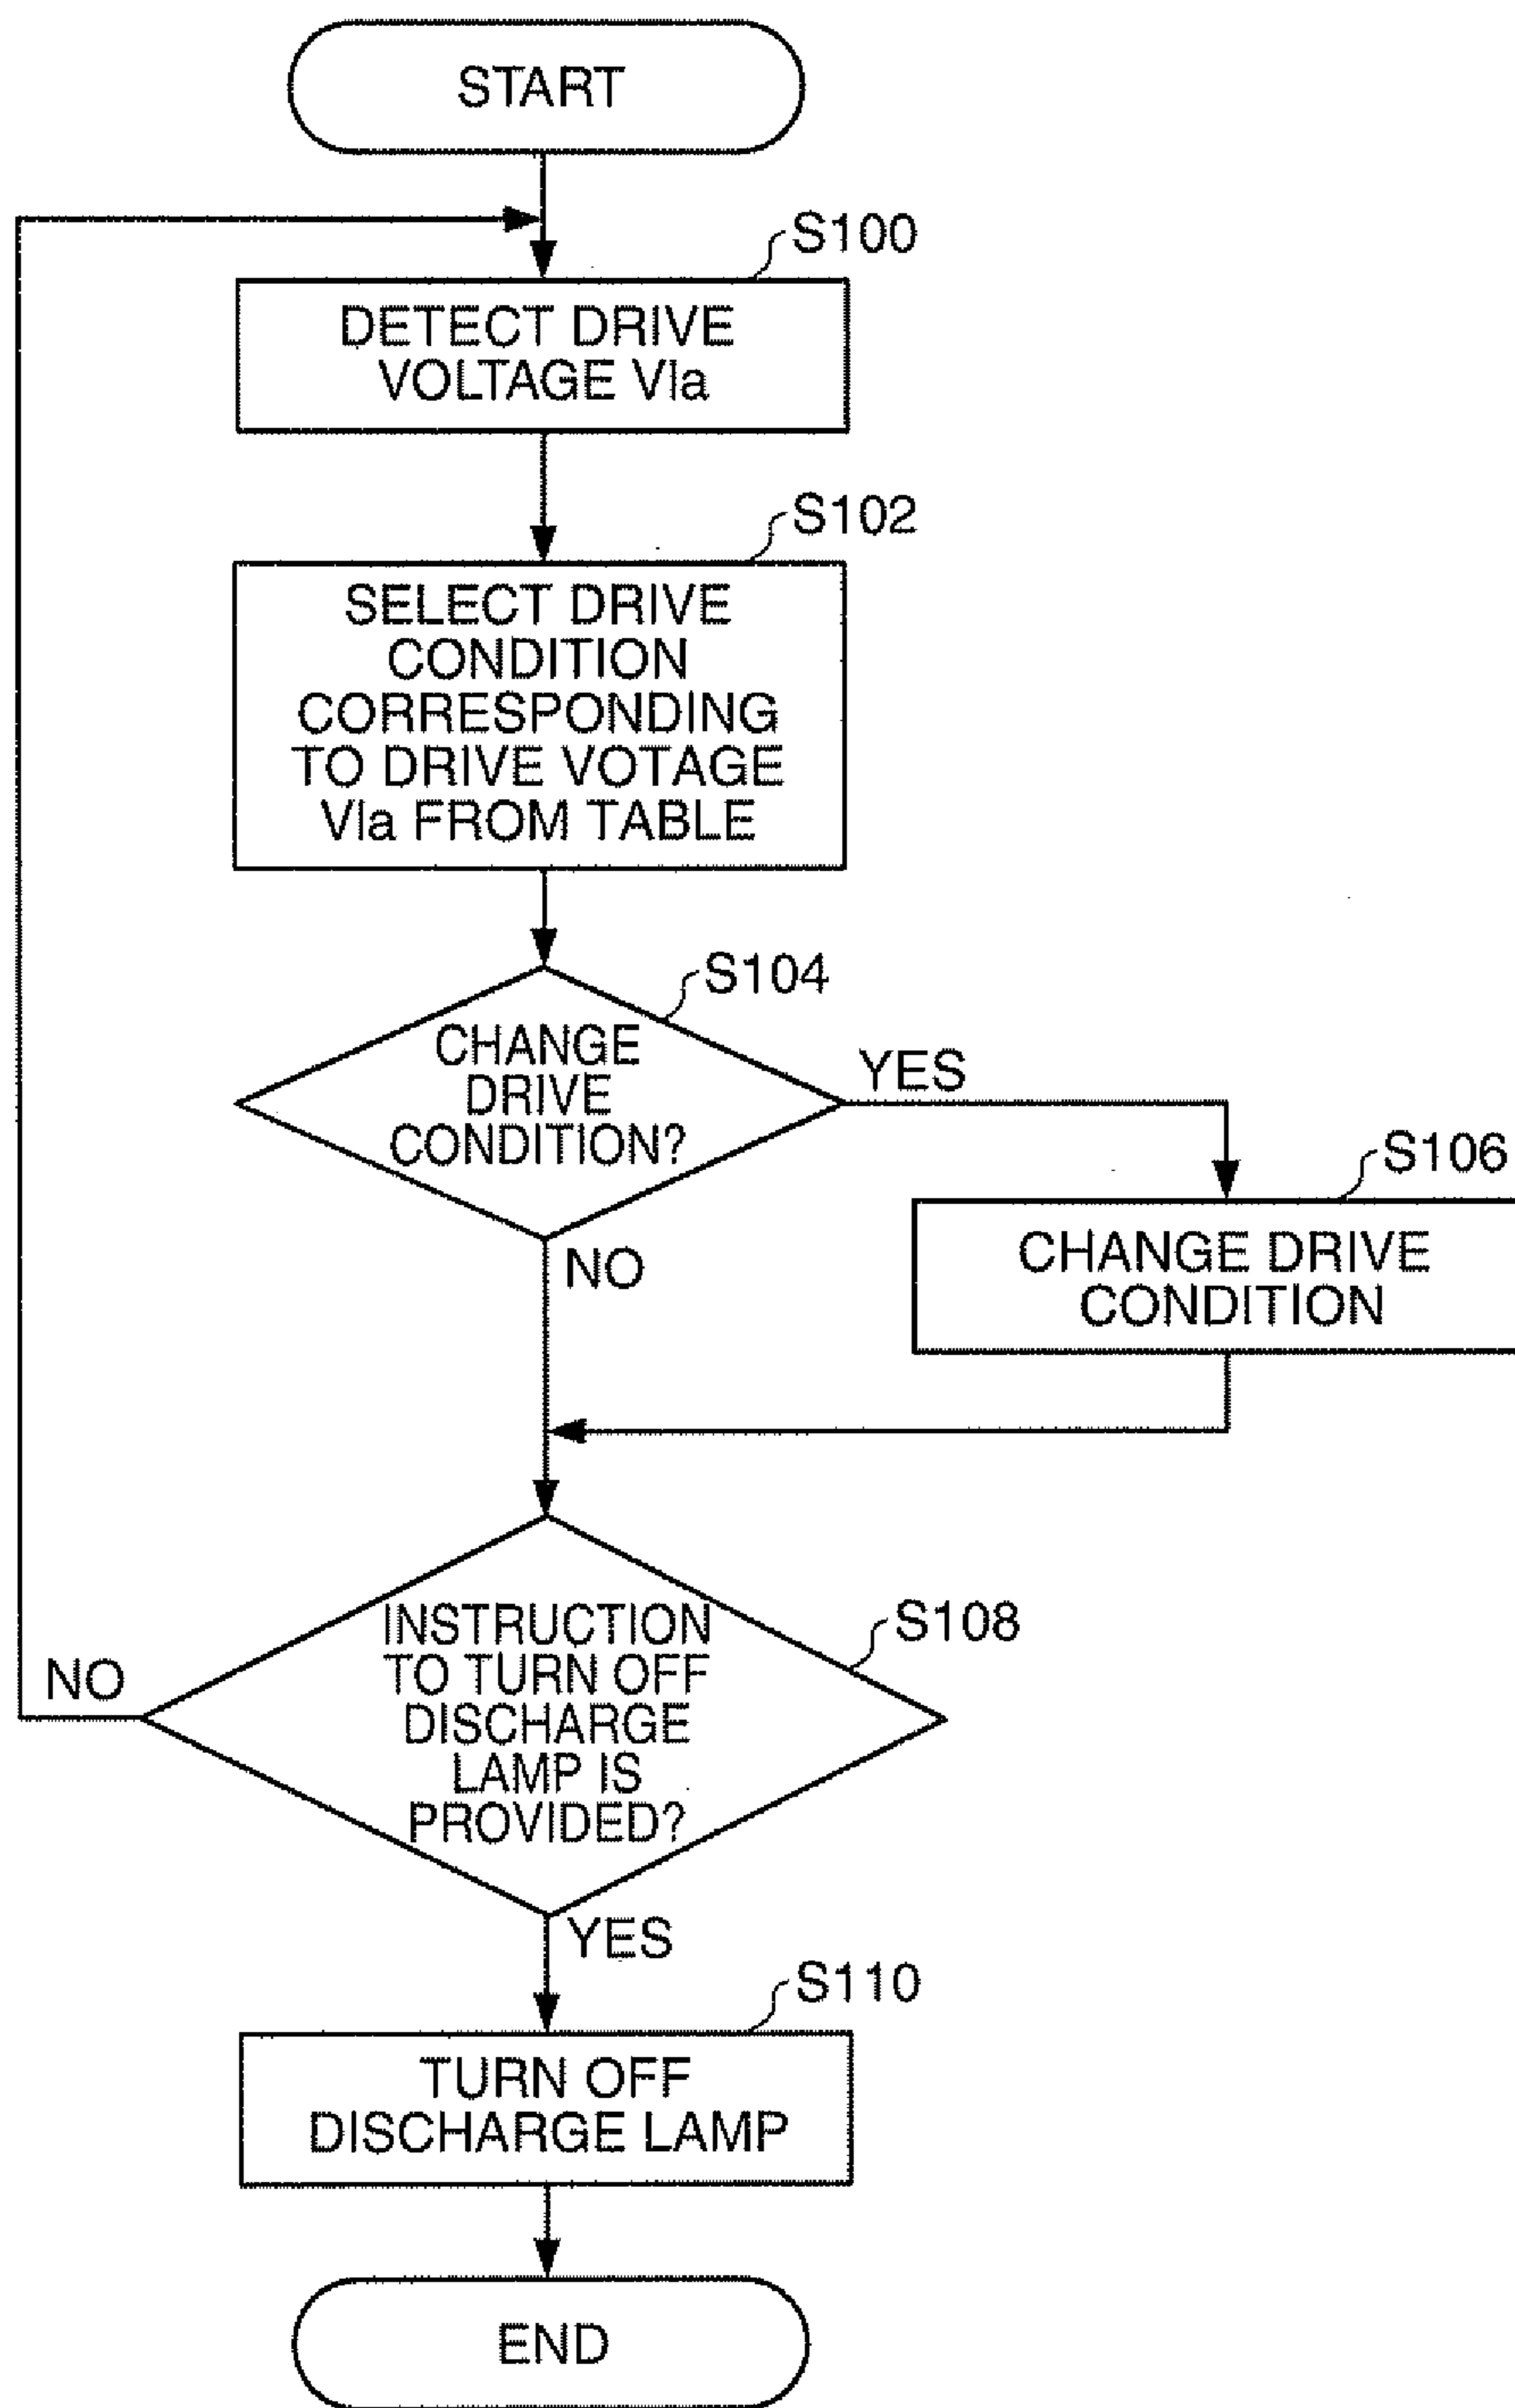 START
S100
DETECT DRIVE
VOLTAGE Vla
S102
SELECT DRIVE
CONDITION
CORRESPONDING
TO DRIVE VOTAGE
Vla FROM TABLE
S104
CHANGE
DRIVE
CONDITION?
YES
NO
S106
CHANGE DRIVE
CONDITION
S108
INSTRUCTION
TO TURN OFF
DISCHARGE
LAMP IS
PROVIDED?
NO
YES
S110
TURN OFF
DISCHARGE LAMP
END